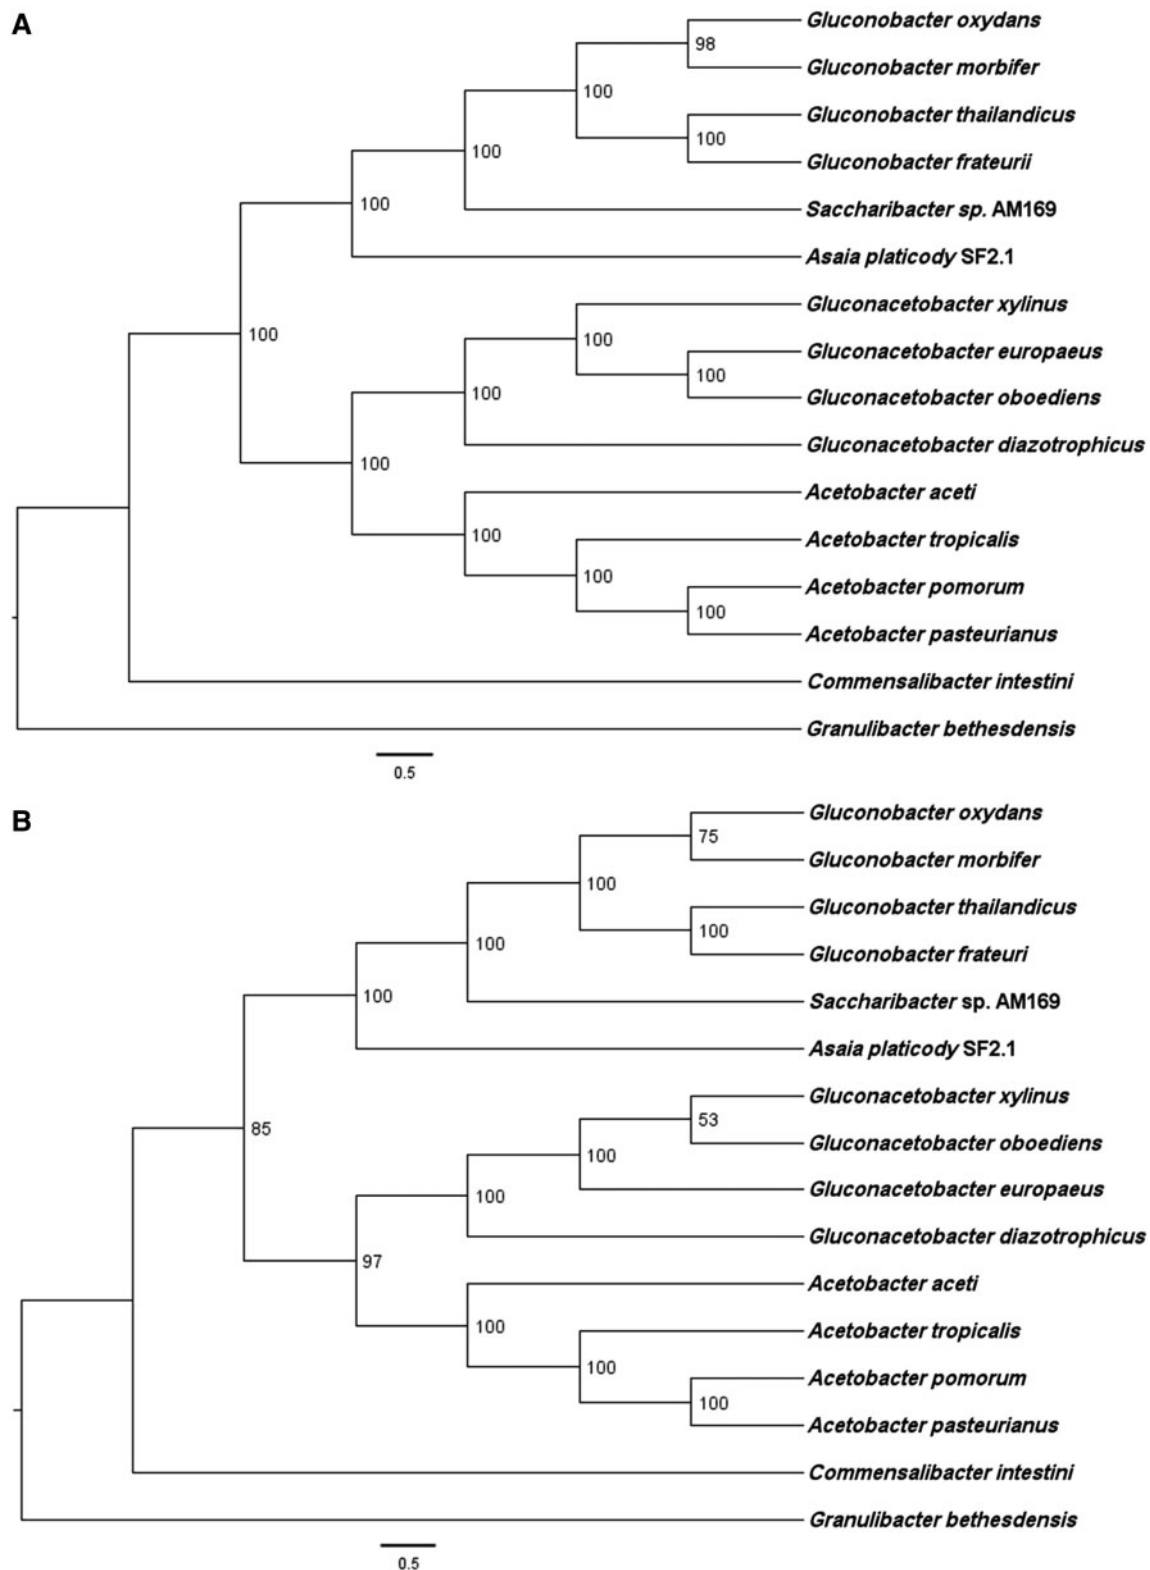 A
Gluconobacter oxydans
98
Gluconobacter morbifer
100
Gluconobacter thailandicus
100
Gluconobacter frateurii
100
Saccharibacter sp. AM169
100
Asaia platicody SF2.1
Gluconacetobacter xylinus
100
100
Gluconacetobacter europaeus
100
Gluconacetobacter oboediens
100
Gluconacetobacter diazotrophicus
100
Acetobacter aceti
100
Acetobacter tropicalis
100
Acetobacter pomorum
100
Acetobacter pasteurianus
Commensalibacter intestini
Granulibacter bethesdensis
0.5
B
Gluconobacter oxydans
75
Gluconobacter morbifer
100
Gluconobacter thailandicus
100
100
Gluconobacter frateuri
100
Saccharibacter sp. AM169
Asaia platicody SF2.1
Gluconacetobacter xylinus
53
85
Gluconacetobacter oboediens
100
Gluconacetobacter europaeus
100
Gluconacetobacter diazotrophicus
97
Acetobacter aceti
100
Acetobacter tropicalis
100
Acetobacter pomorum
100
Acetobacter pasteurianus
Commensalibacter intestini
Granulibacter bethesdensis
0.5